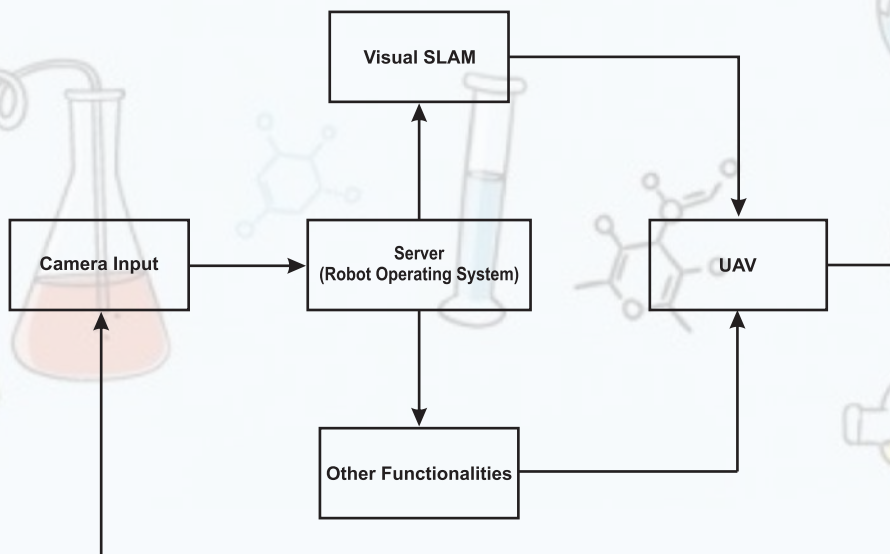 Visual SLAM
Camera Input
Server
(Robot Operating System)
UAV
Other Functionalities